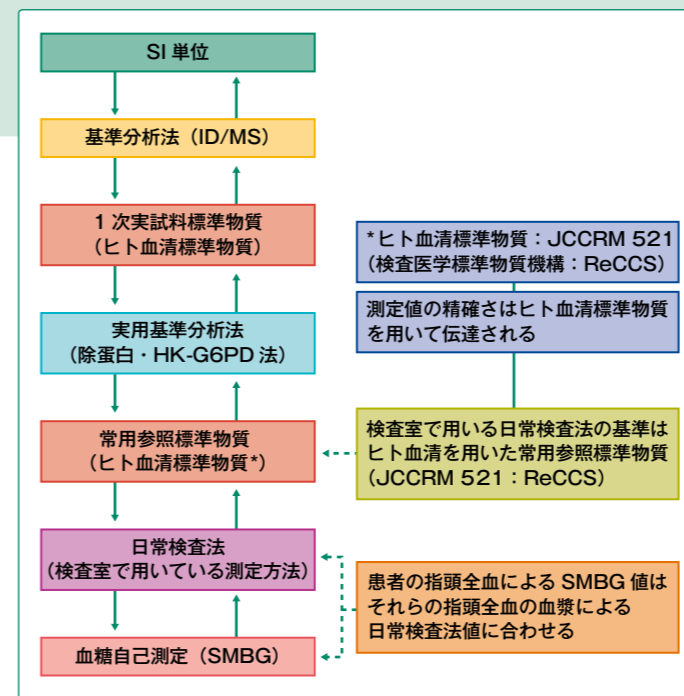 SI 単位
基準分析法（ID/MS）
1 次実試料標準物質
（ヒト血清標準物質）
実用基準分析法
（除蛋白・HK-G6PD 法）
常用参照標準物質
（ヒト血清標準物質*）
日常検査法
（検査室で用いている測定方法）
血糖自己測定（SMBG）
*ヒト血清標準物質：JCCRM 521
（検査医学標準物質機構：ReCCS）
測定値の精確さはヒト血清標準物質
を用いて伝達される
検査室で用いる日常検査法の基準は
ヒト血清を用いた常用参照標準物質
（JCCRM 521：ReCCS）
患者の指頭全血による SMBG 値は
それらの指頭全血の血漿による
日常検査法値に合わせる